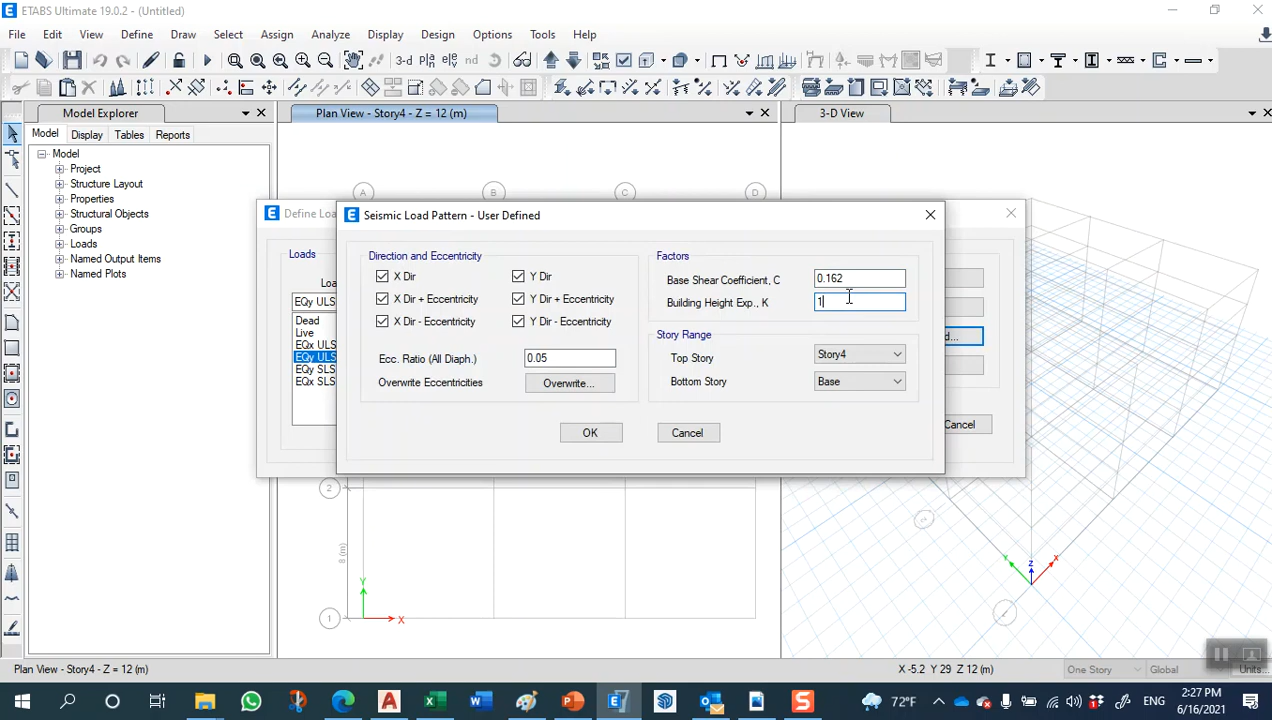 ETABS Ultimate 19.0.2 - (Untitled)
File Edit View Define Draw Select Assign Analyze Display Design Options Tools Help
3-d
nd
Model Explorer
Plan View - Story4 - Z = 12 (m)
3-D View
Model Display Tables Reports
Model
Project
Structure Layout
Properties
Structural Objects
Groups
Loads
Named Output Items
Named Plots
A B C D
Define Loa
Loads
Loa
EQy ULS
Dead
Live
EQx ULS
EQy ULS
EQy SLS
EQx SLS
d...
Cancel
Seismic Load Pattern - User Defined
Direction and Eccentricity
X Dir
Y Dir
X Dir + Eccentricity
Y Dir + Eccentricity
X Dir - Eccentricity
Y Dir - Eccentricity
Ecc. Ratio (All Diaph.)
0.05
Overwrite Eccentricities
Overwrite...
Factors
Base Shear Coefficient, C
0.162
Building Height Exp., K
1
Story Range
Top Story
Story4
Bottom Story
Base
OK
Cancel
2
8 (m)
1
Y
X
Y Z X
Plan View - Story4 - Z = 12 (m)
X -5.2 Y 29 Z 12 (m)
One Story
Global
Units...
72°F
ENG
2:27 PM
6/16/2021